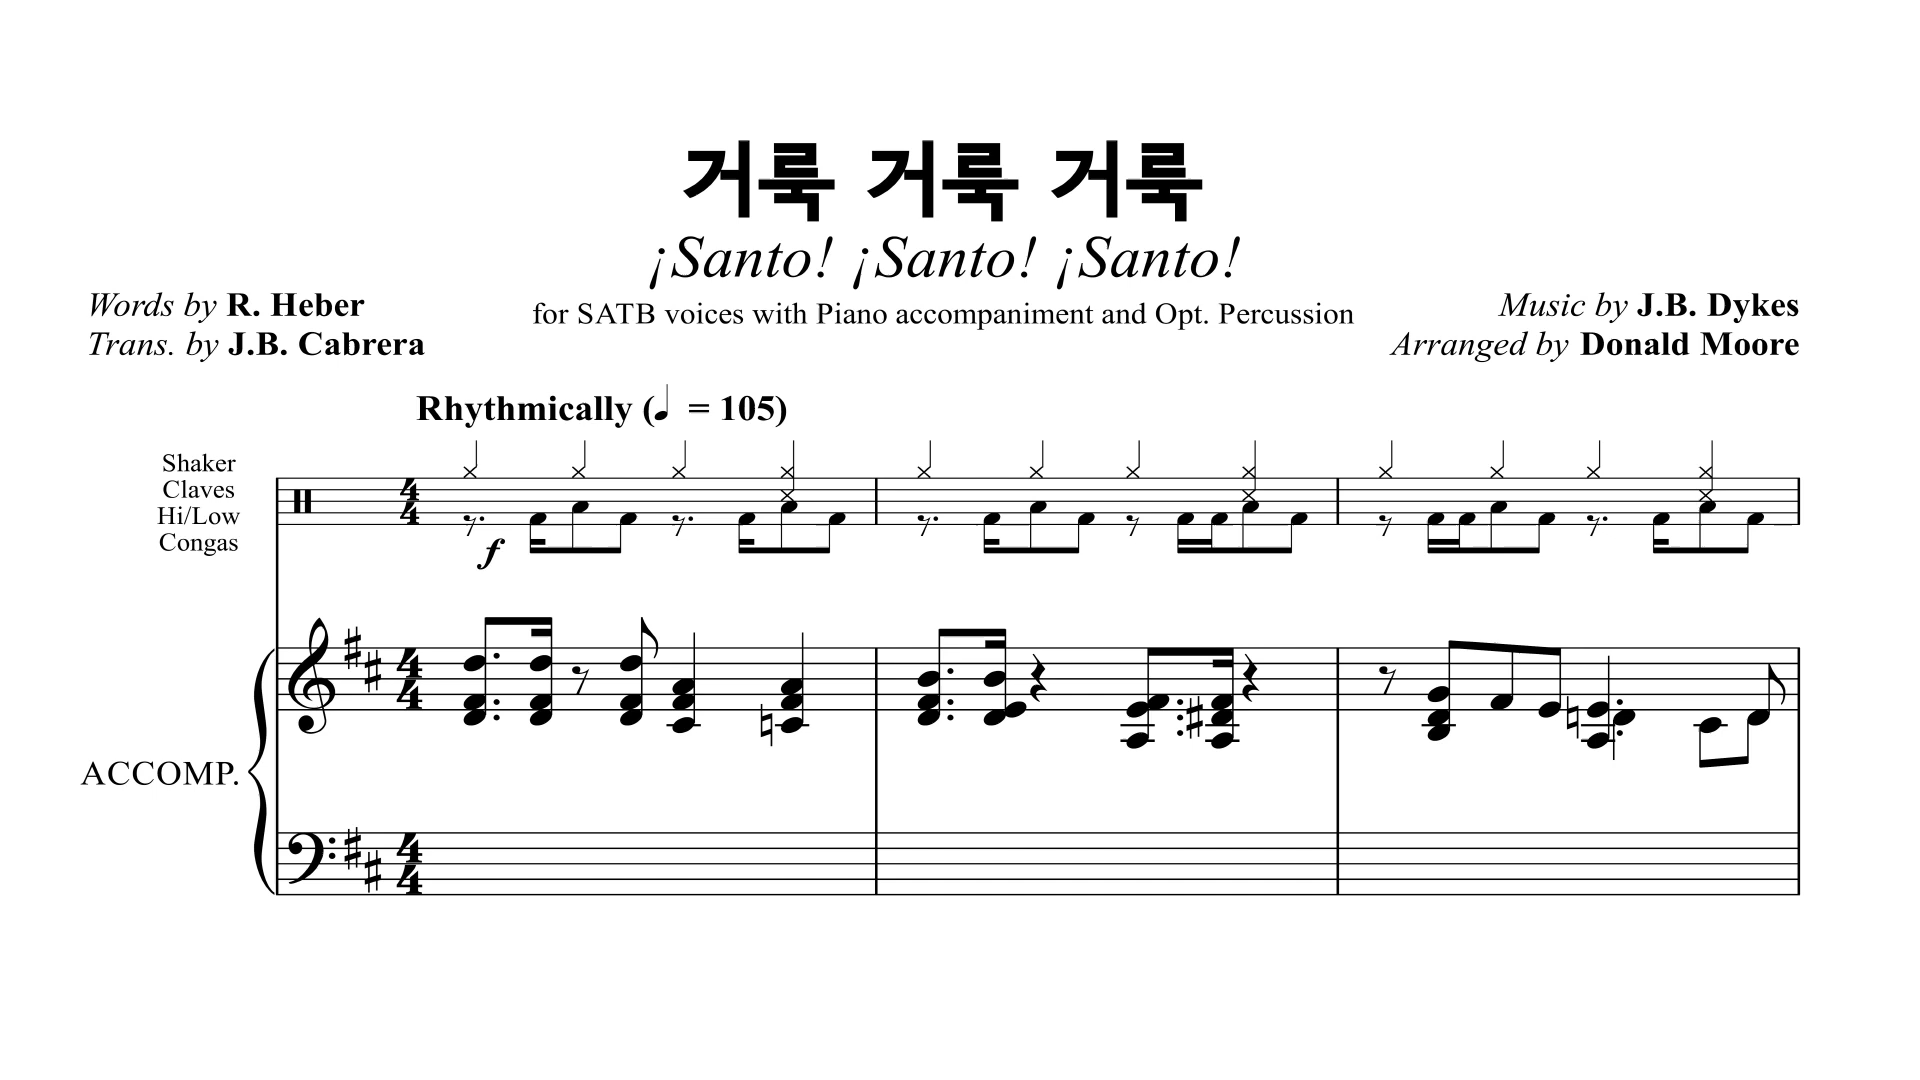 거룩 거룩 거룩
¡Santo! ¡Santo! ¡Santo!
for SATB voices with Piano accompaniment and Opt. Percussion
Words by R. Heber
Trans. by J.B. Cabrera
Music by J.B. Dykes
Arranged by Donald Moore
Rhythmically (♩ = 105)
Shaker
Claves
Hi/Low
Congas
f
ACCOMP.